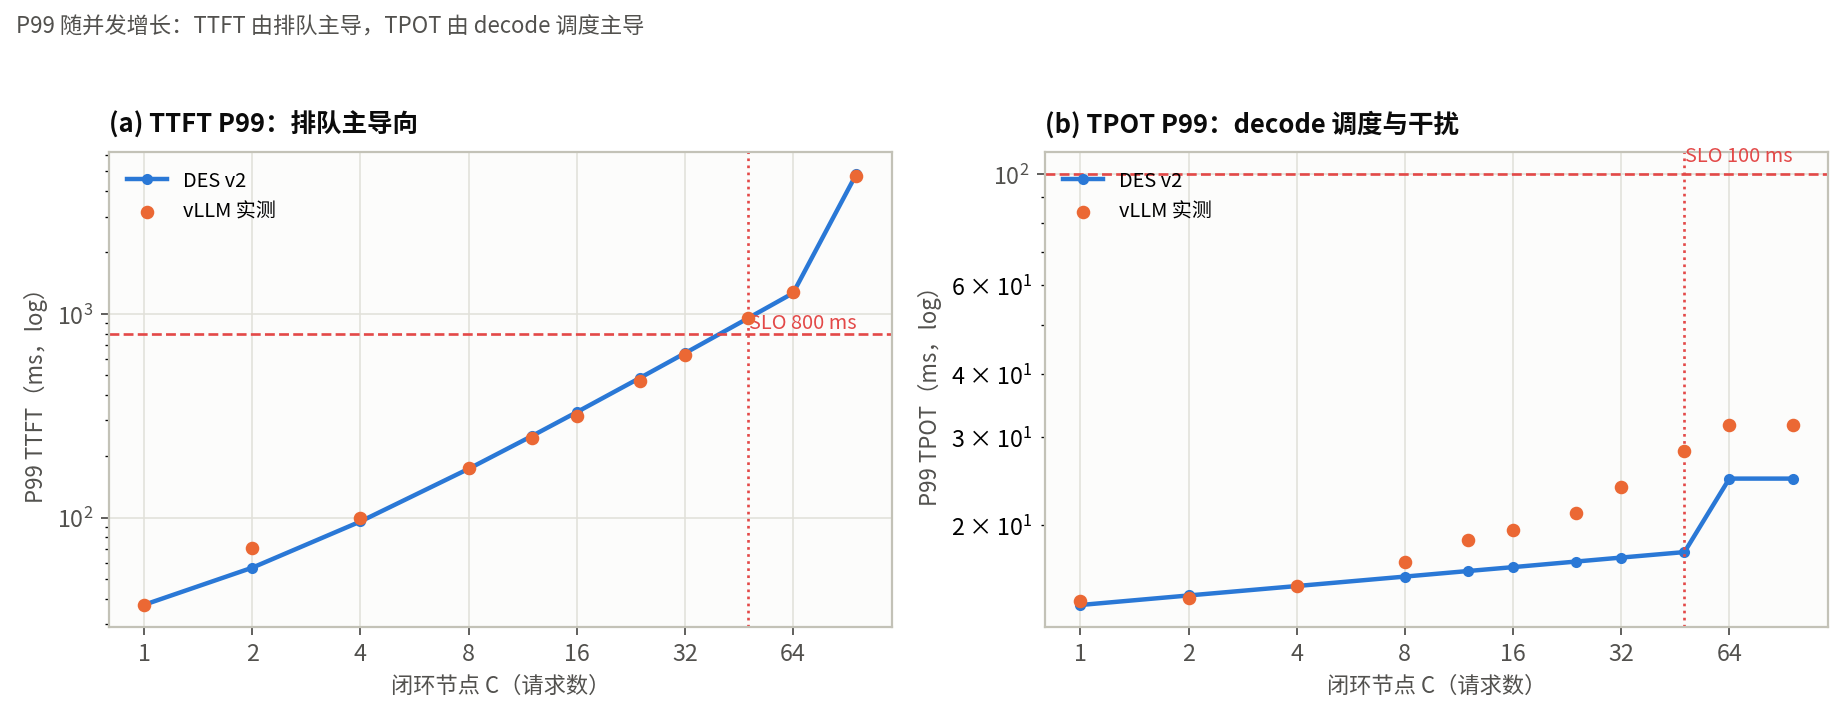 P99 随并发增长：TTFT 由排队主导，TPOT 由 decode 调度主导
(a) TTFT P99：排队主导向
DES v2
vLLM 实测
SLO 800 ms
10³
10²
P99 TTFT（ms，log）
1 2 4 8 16 32 64
闭环节点 C（请求数）
(b) TPOT P99：decode 调度与干扰
SLO 100 ms
DES v2
vLLM 实测
10²
6 × 10¹
4 × 10¹
3 × 10¹
2 × 10¹
P99 TPOT（ms，log）
1 2 4 8 16 32 64
闭环节点 C（请求数）